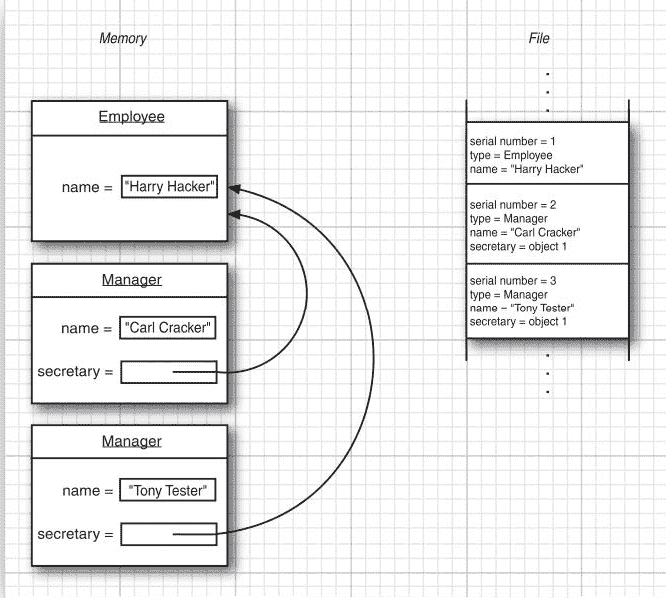 Memory
Employee
name = "Harry Hacker"
Manager
name = "Carl Cracker"
secretary =
Manager
name = "Tony Tester"
secretary =
File
serial number = 1
type = Employee
name = "Harry Hacker"
serial number = 2
type = Manager
name = "Carl Cracker"
secretary = object 1
serial number = 3
type = Manager
name = "Tony Tester"
secretary = object 1